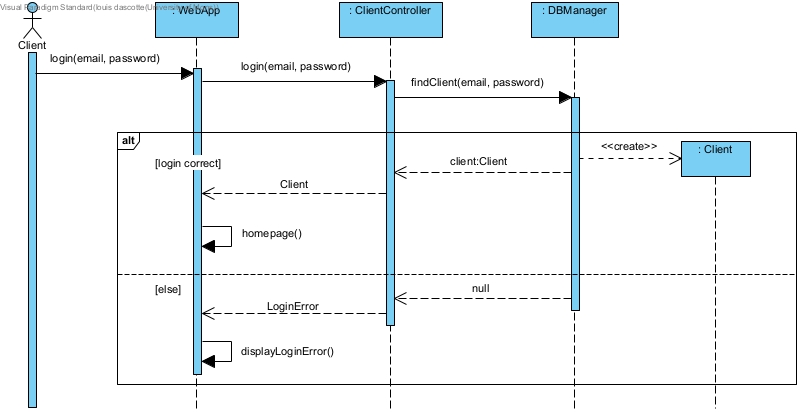 Visual Paradigm Standard(louis dascotte(Univers
: WebApp
: ClientController
: DBManager
Client
login(email, password)
login(email, password)
findClient(email, password)
alt
<<create>>
: Client
[login correct]
client:Client
Client
homepage()
[else]
null
LoginError
displayLoginError()